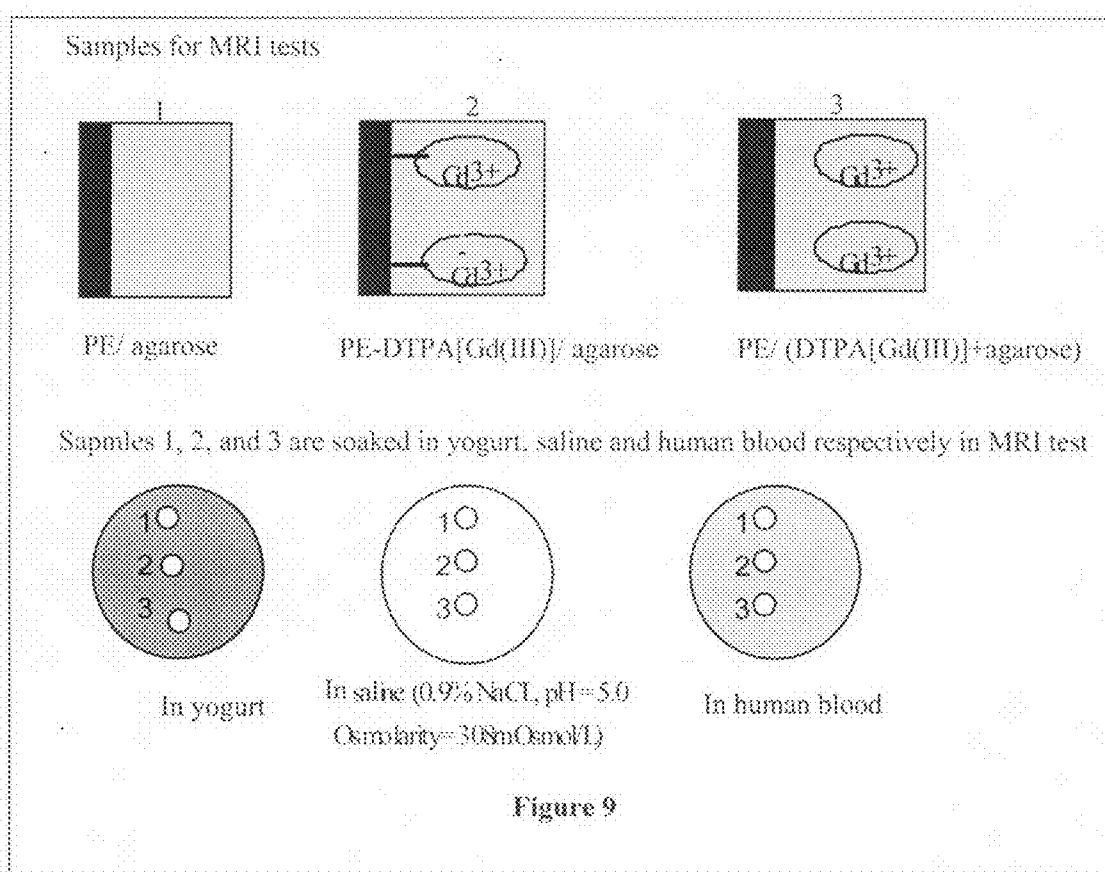 Samples for MRI tests
1 2 3
Gd3+ Gd3+
Gd3+ Gd3+
PE/ agarose PE-DTPA[Gd(III)]/ agarose PE/ (DTPA[Gd(III)]+agarose)
Sapmles 1, 2, and 3 are soaked in yogurt. saline and human blood respectively in MRI test
1 1 1
2 2 2
3 3 3
In yogurt In saline (0.9% NaCl, pH=5.0 In human blood
Osmolarity=308mOsmol/L)
Figure 9